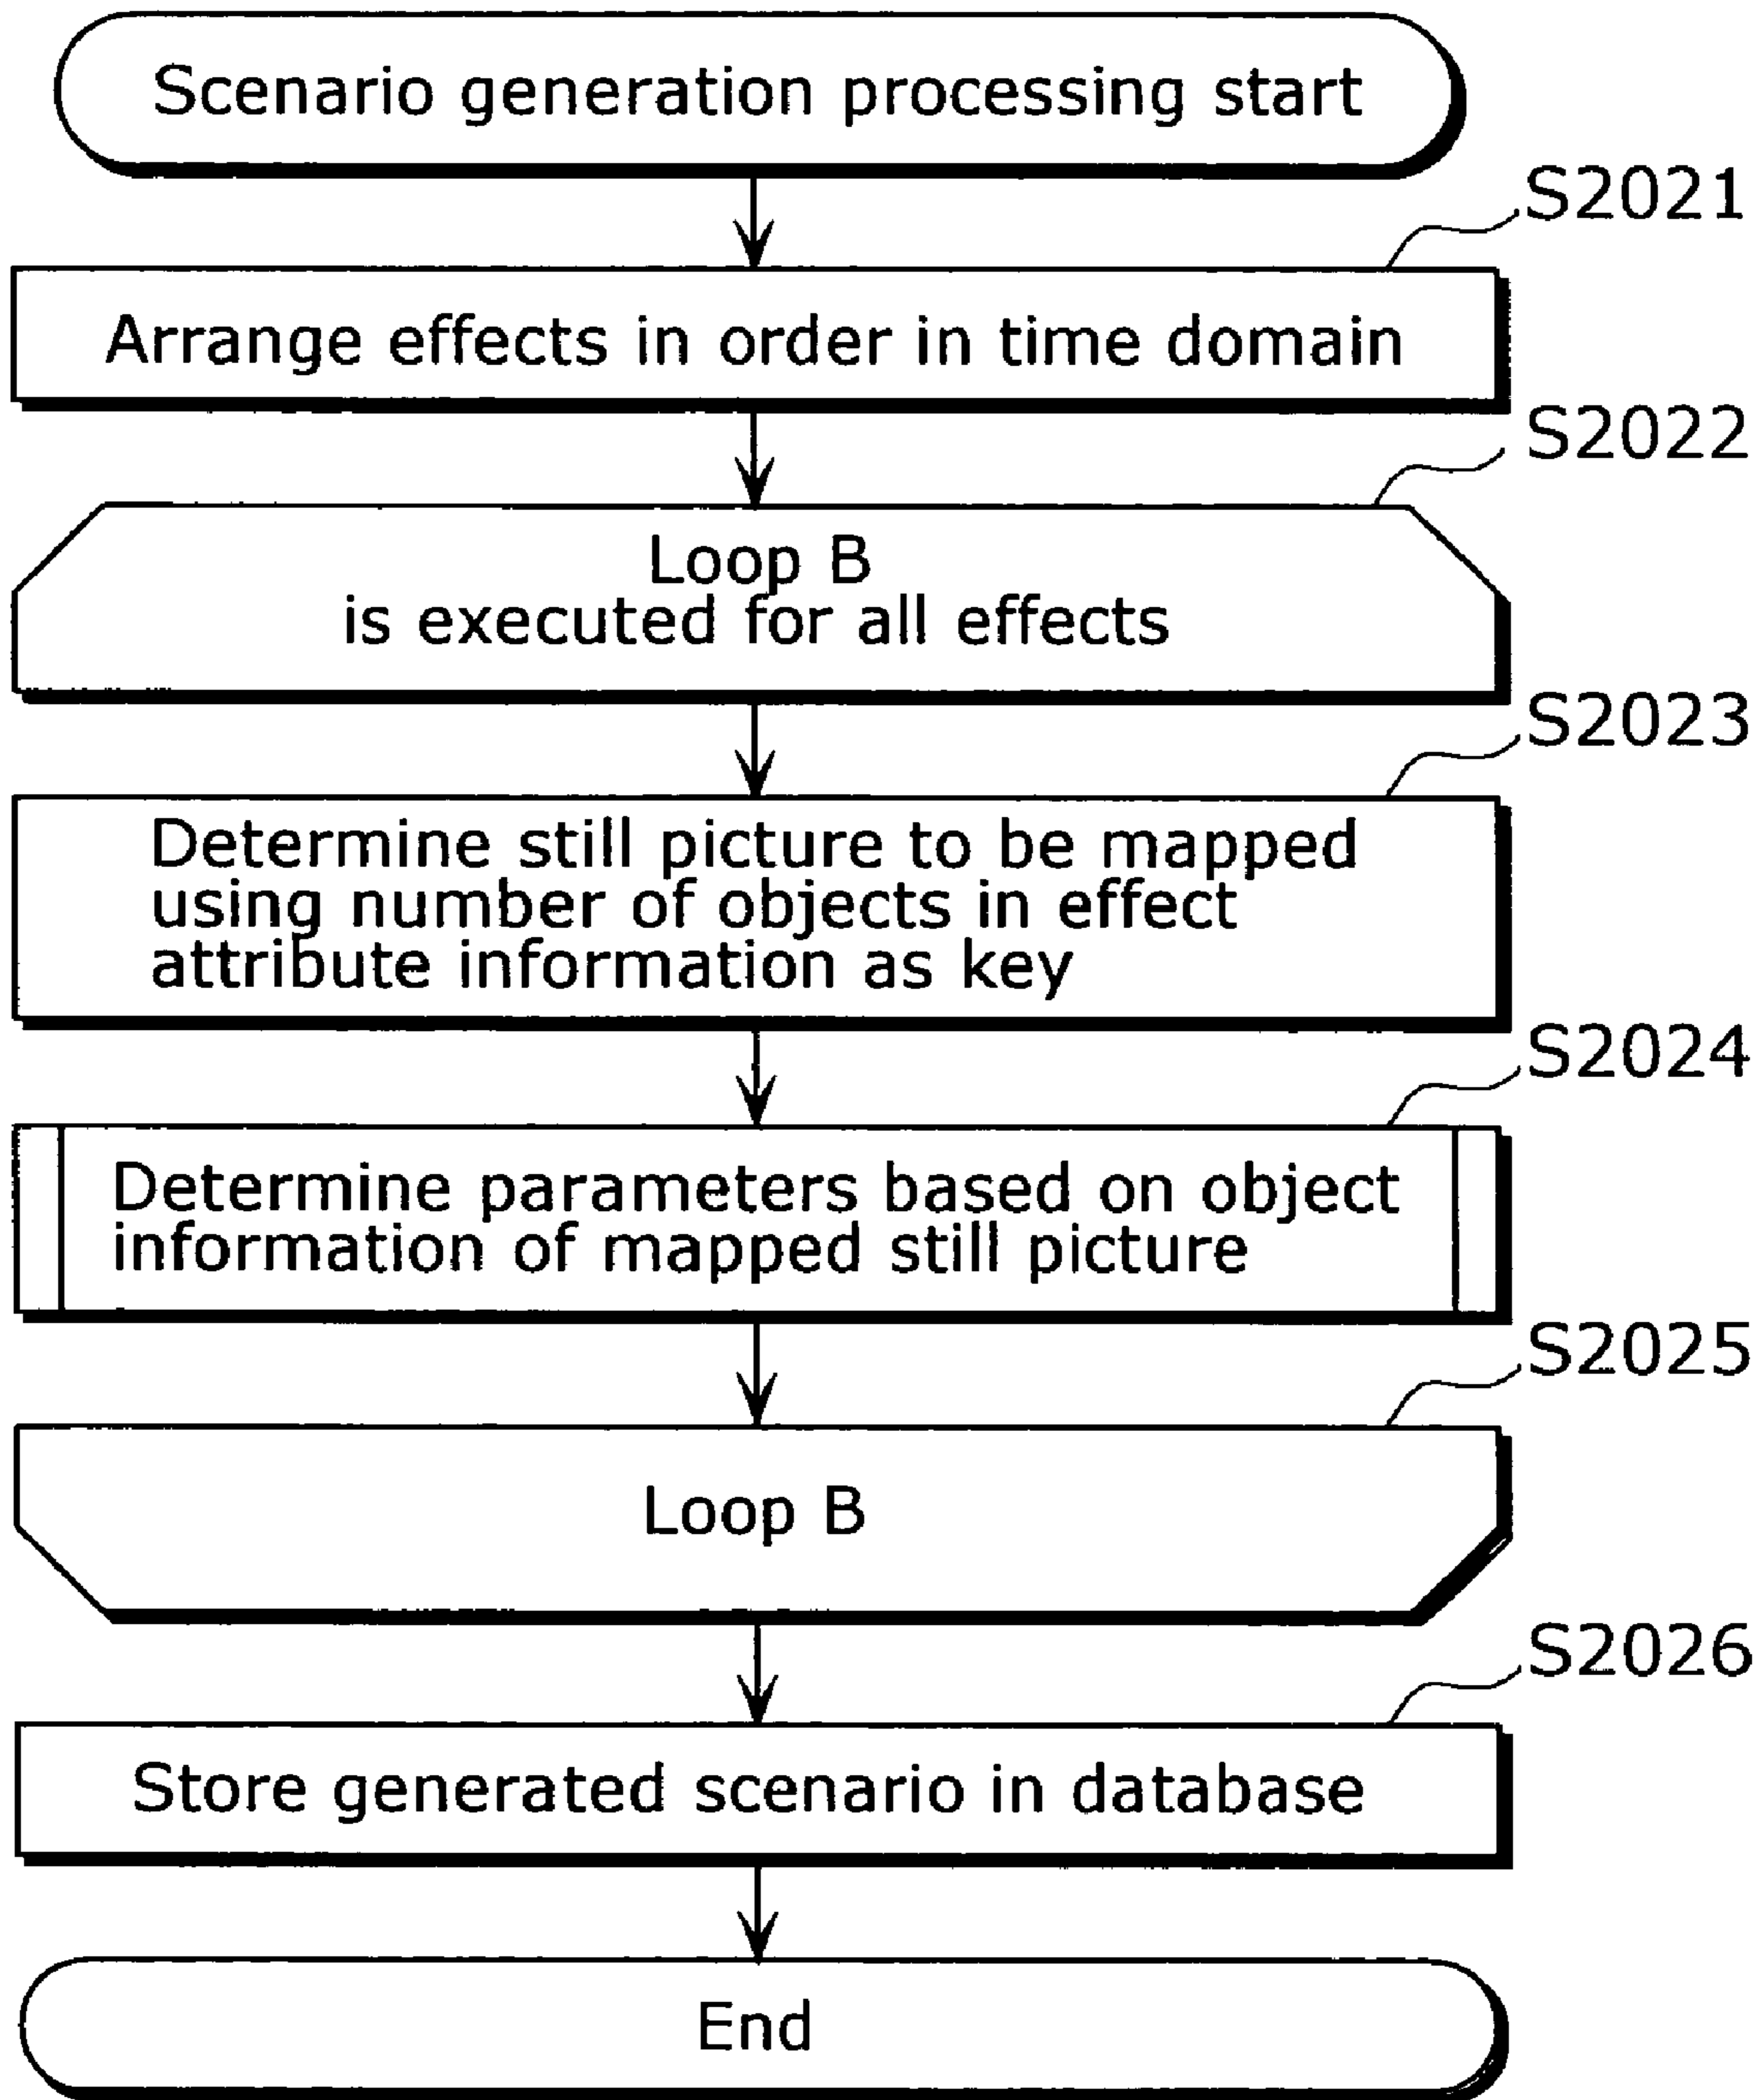 Scenario generation processing start
S2021
Arrange effects in order in time domain
S2022
Loop B
is executed for all effects
S2023
Determine still picture to be mapped
using number of objects in effect
attribute information as key
S2024
Determine parameters based on object
information of mapped still picture
S2025
Loop B
S2026
Store generated scenario in database
End